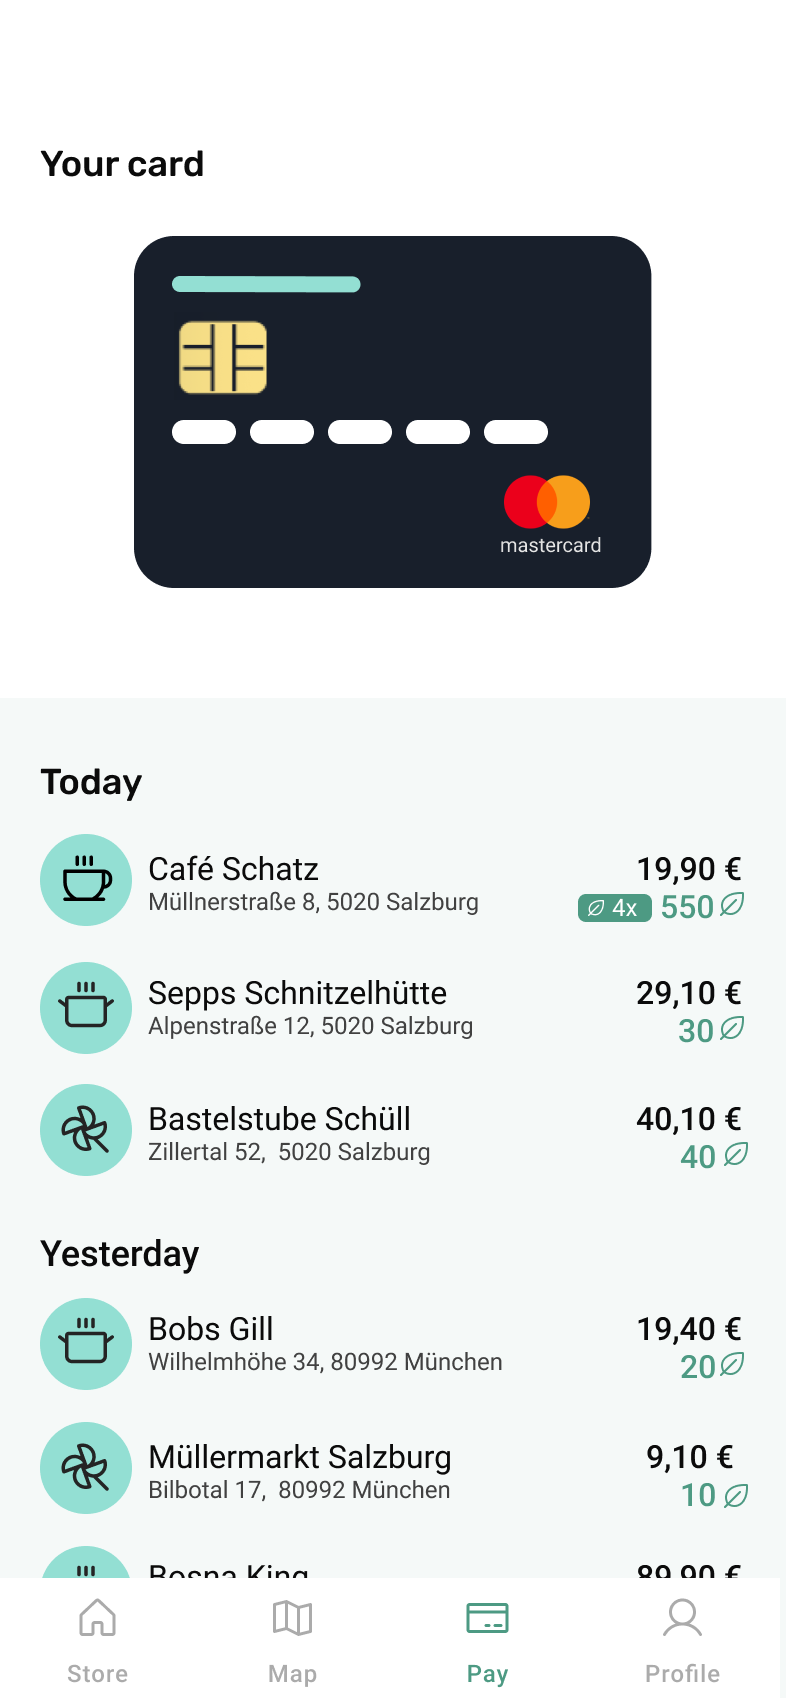 Your card
mastercard
Today
Café Schatz
19,90 €
Müllnerstraße 8, 5020 Salzburg
4x 550
Sepps Schnitzelhütte
29,10 €
Alpenstraße 12, 5020 Salzburg
30
Bastelstube Schüll
40,10 €
Zillertal 52,  5020 Salzburg
40
Yesterday
Bobs Gill
19,40 €
Wilhelmhöhe 34, 80992 München
20
Müllermarkt Salzburg
9,10 €
Bilbotal 17,  80992 München
10
Bosna King
89,90 €
Store
Map
Pay
Profile